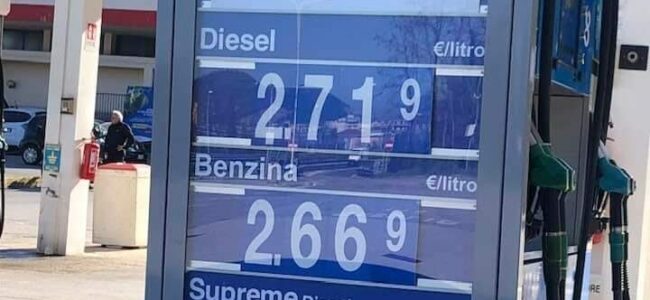 Diesel €/litro
2.719
Benzina €/litro
2.669
Supreme